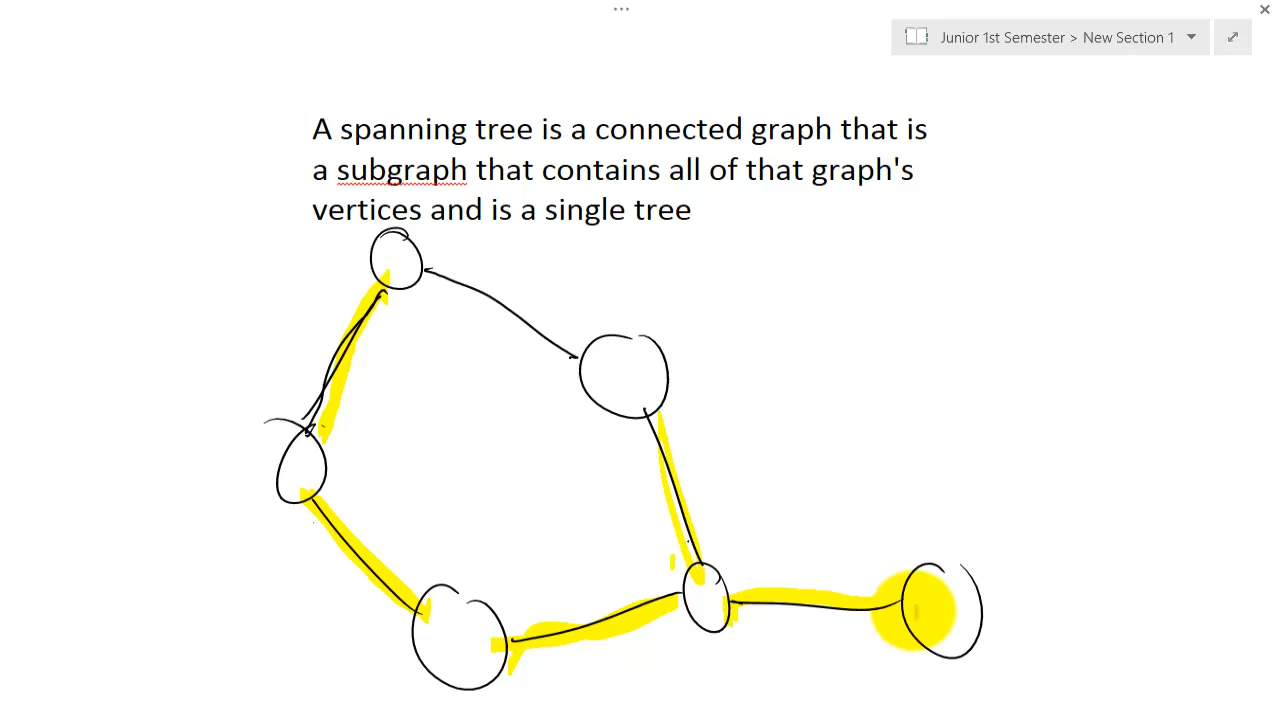 Junior 1st Semester > New Section 1
A spanning tree is a connected graph that is
a subgraph that contains all of that graph's
vertices and is a single tree